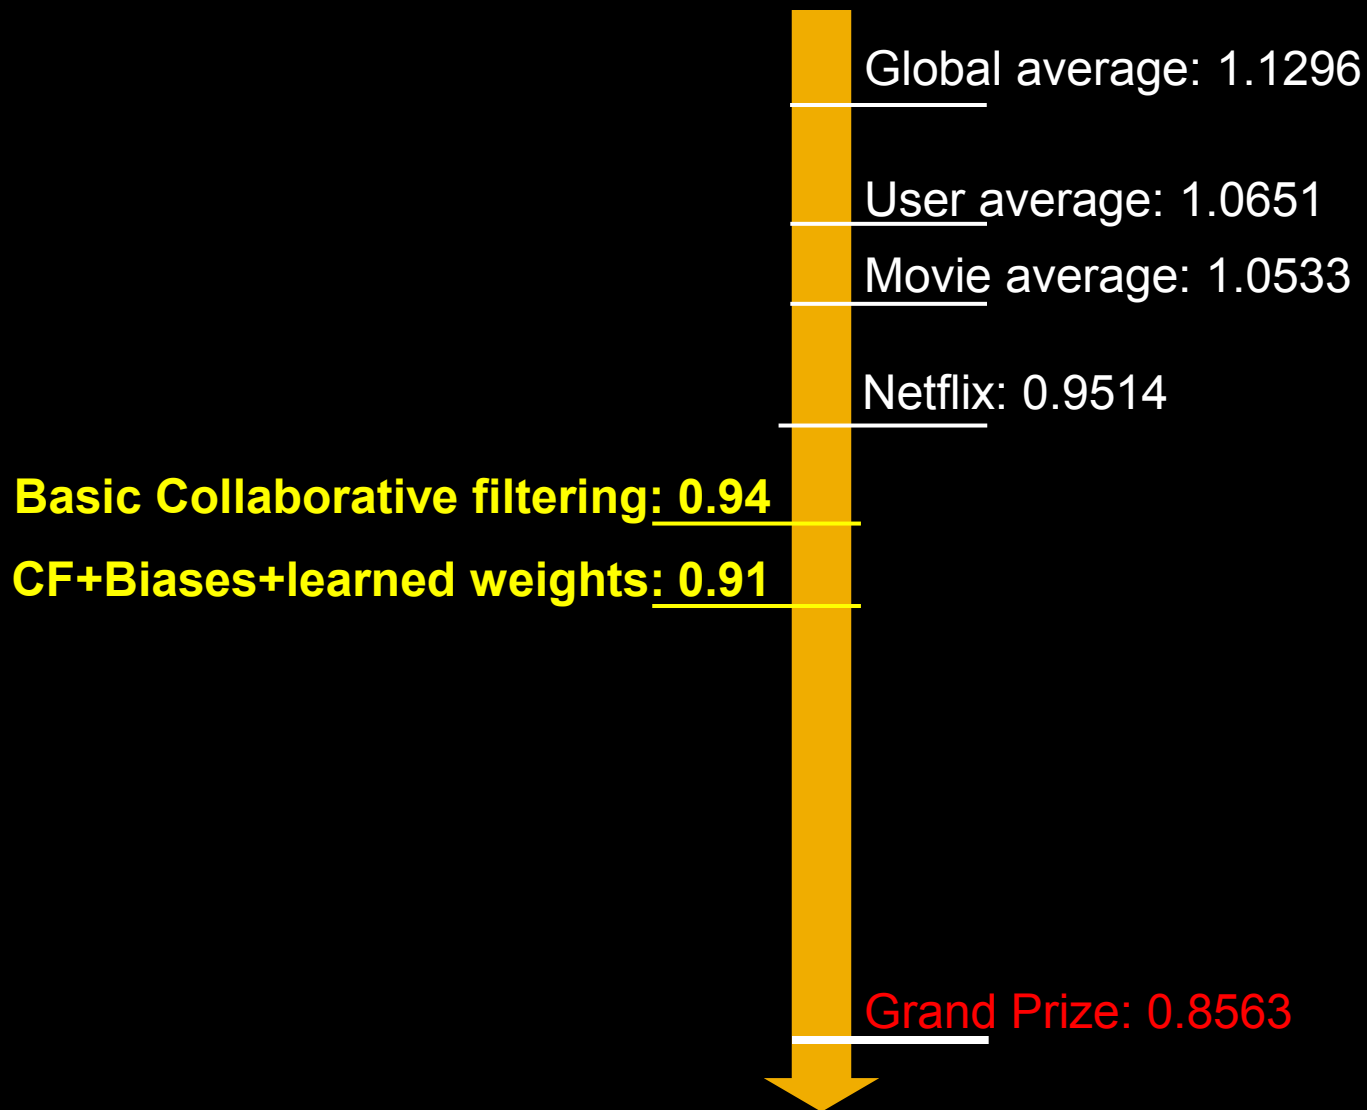 Global average: 1.1296
User average: 1.0651
Movie average: 1.0533
Netflix: 0.9514
Basic Collaborative filtering: 0.94
CF+Biases+learned weights: 0.91
Grand Prize: 0.8563